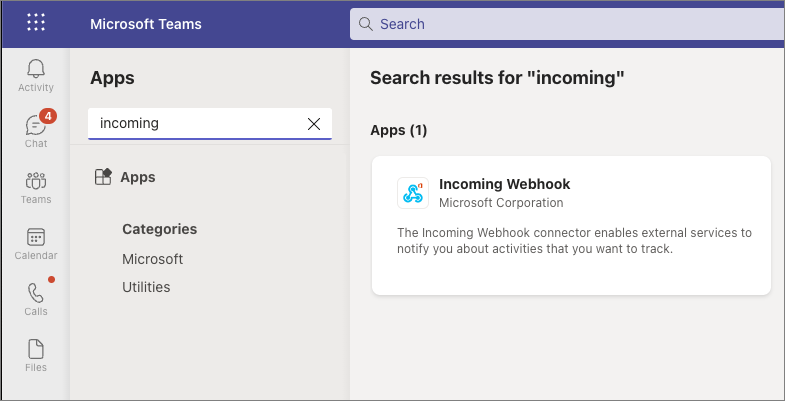 Microsoft Teams
Search
Activity
4
Chat
Teams
Calendar
Calls
Files
Apps
incoming
Apps
Categories
Microsoft
Utilities
Search results for "incoming"
Apps (1)
Incoming Webhook
Microsoft Corporation
The Incoming Webhook connector enables external services to
notify you about activities that you want to track.